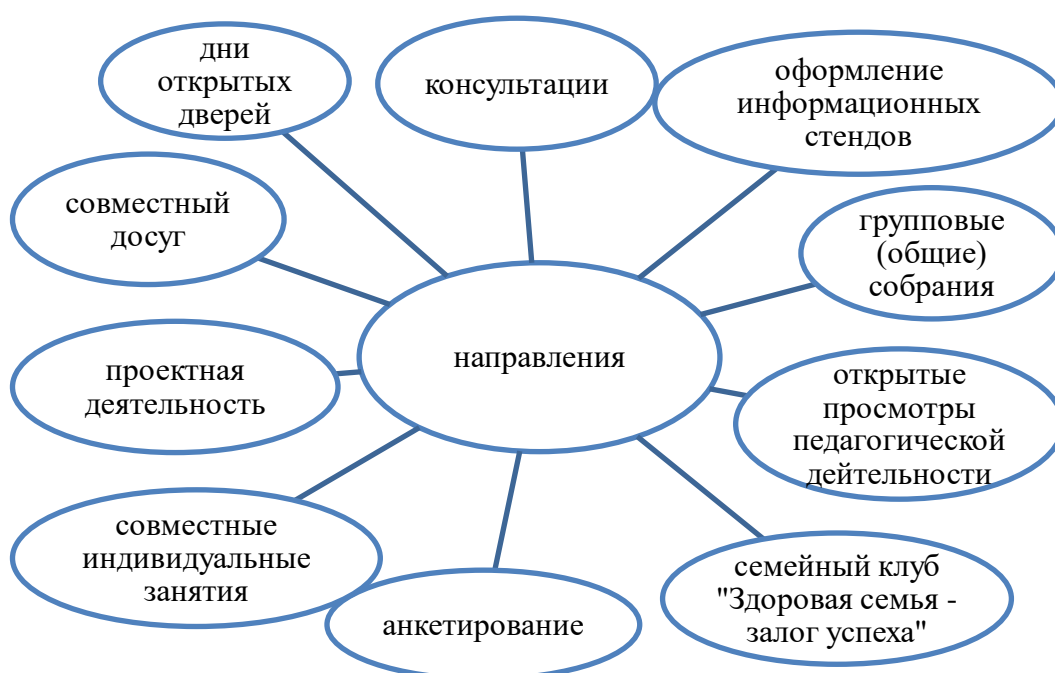 дни
открытых
дверей
консультации
оформление
информационных
стендов
совместный
досуг
групповые
(общие)
собрания
направления
проектная
деятельность
открытые
просмотры
педагогической
дейтельности
совместные
индивидуальные
занятия
анкетирование
семейный клуб
"Здоровая семья -
залог успеха"